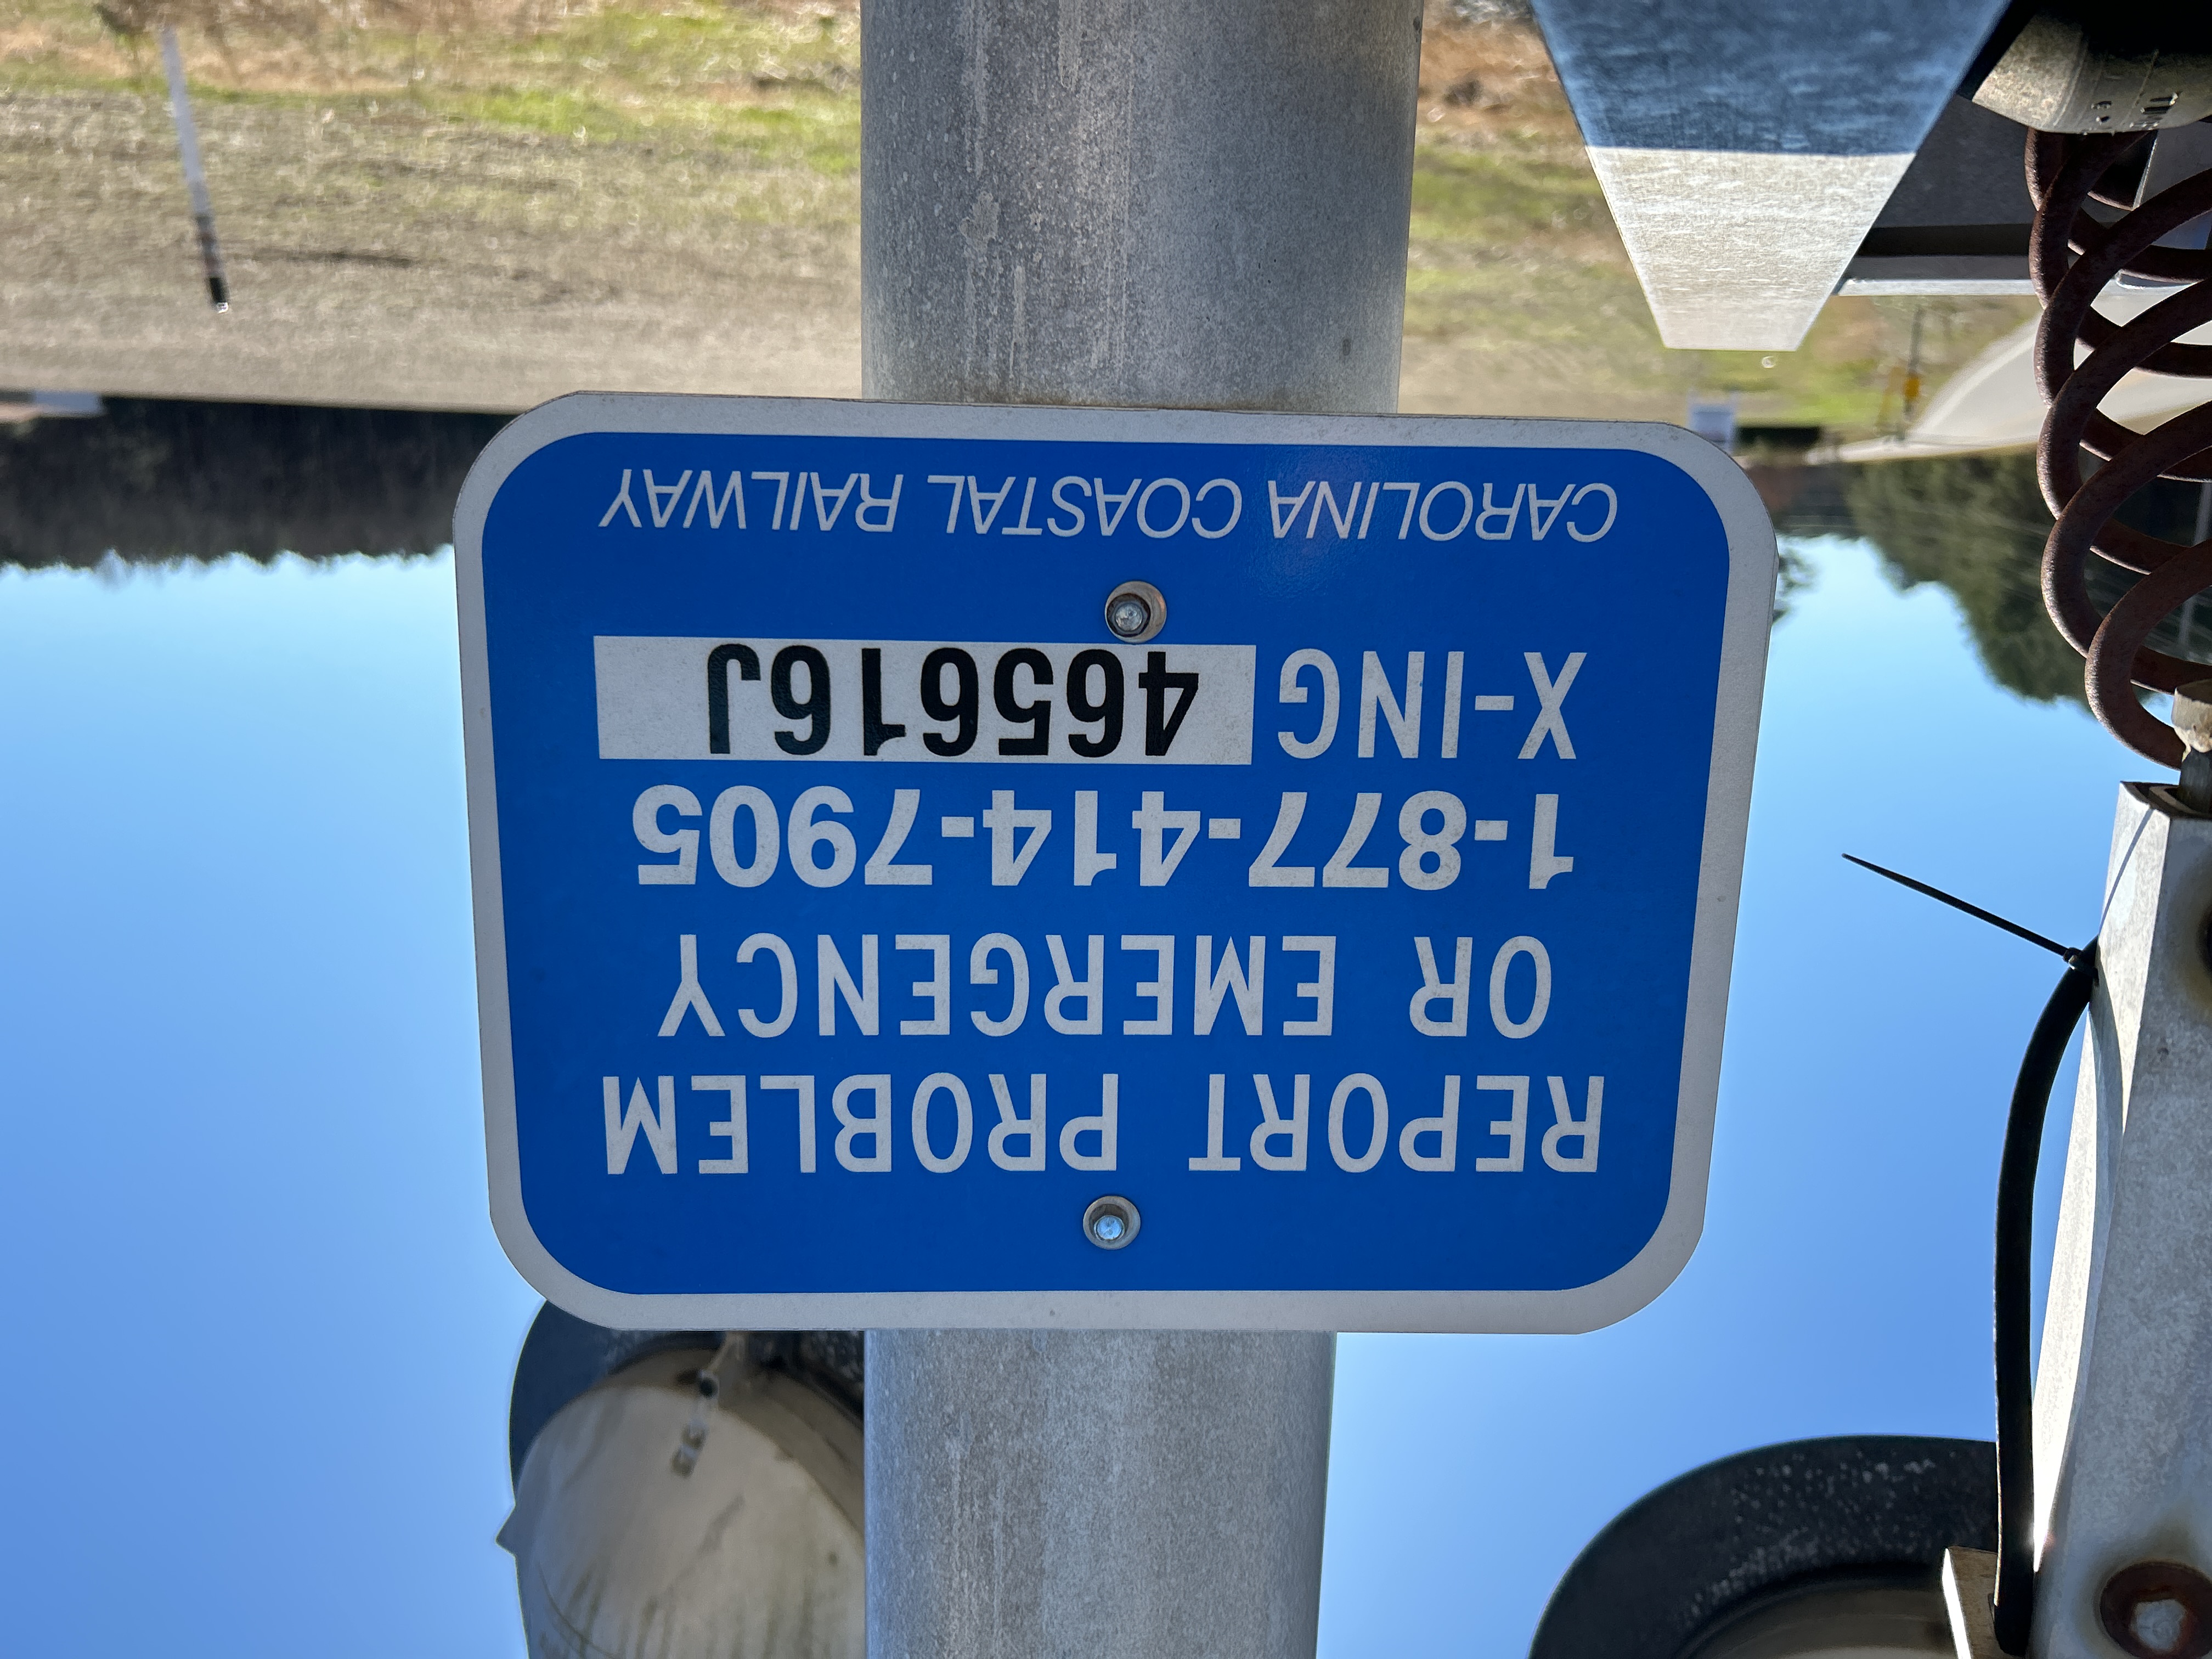 REPORT PROBLEM
OR EMERGENCY
1-877-414-7905
X-ING 465616J
CAROLINA COASTAL RAILWAY